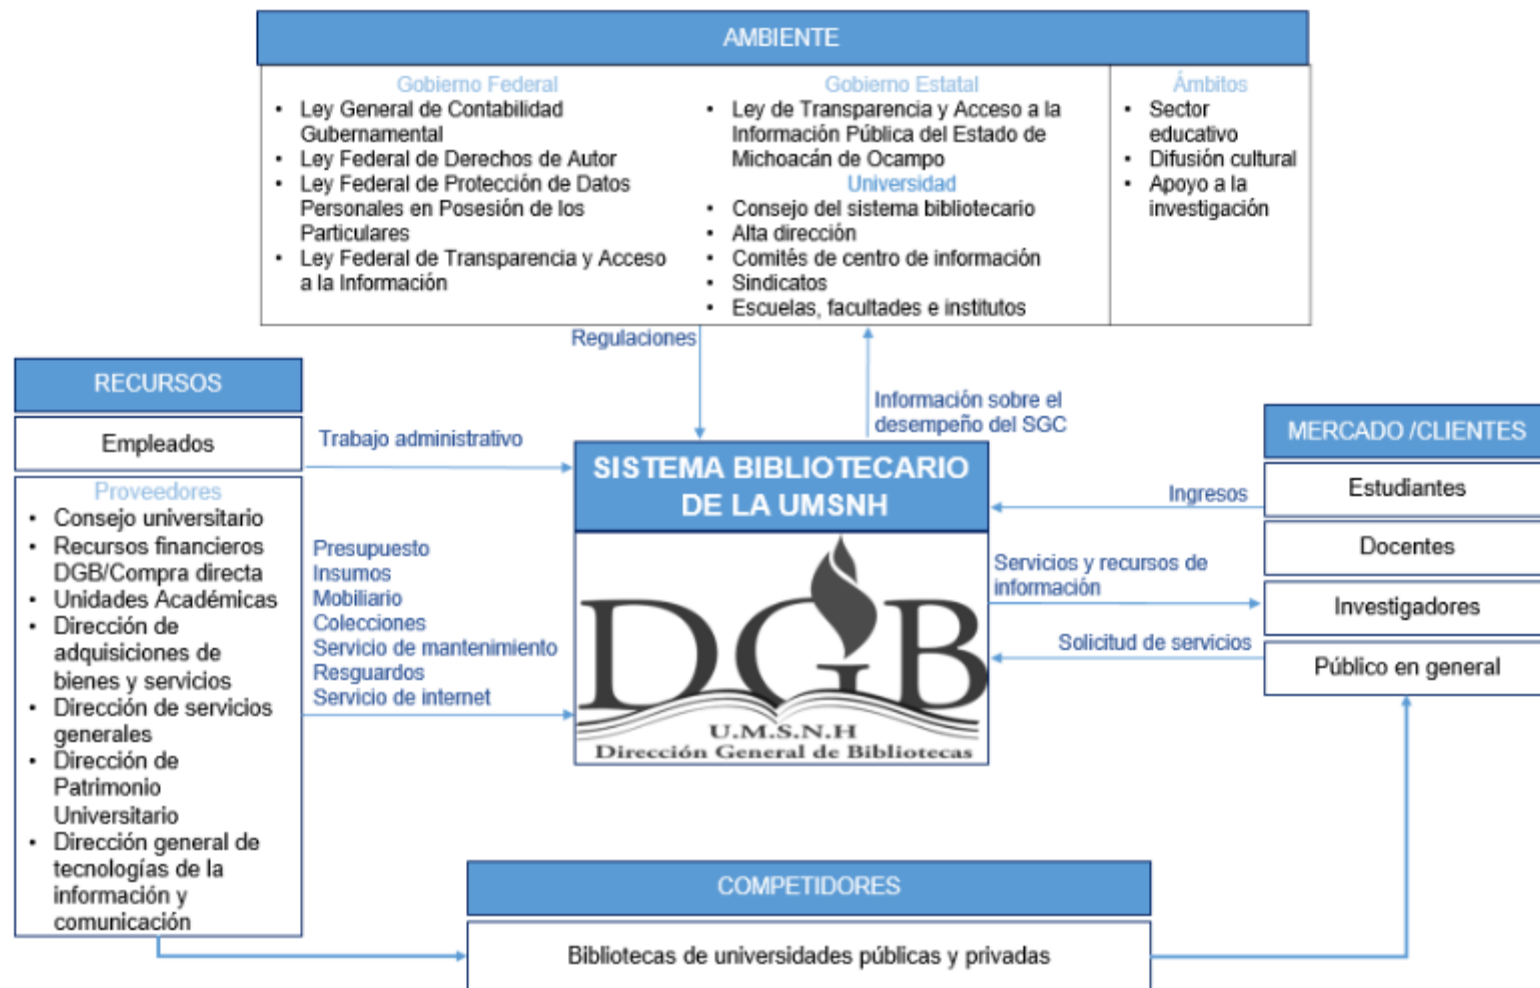 AMBIENTE
Gobierno Federal
• Ley General de Contabilidad
Gubernamental
• Ley Federal de Derechos de Autor
• Ley Federal de Protección de Datos
Personales en Posesión de los
Particulares
• Ley Federal de Transparencia y Acceso
a la Información
Gobierno Estatal
• Ley de Transparencia y Acceso a la
Información Pública del Estado de
Michoacán de Ocampo
Universidad
• Consejo del sistema bibliotecario
• Alta dirección
• Comités de centro de información
• Sindicatos
• Escuelas, facultades e institutos
Ámbitos
• Sector
educativo
• Difusión cultural
• Apoyo a la
investigación
Regulaciones
Información sobre el
desempeño del SGC
RECURSOS
Empleados
Proveedores
• Consejo universitario
• Recursos financieros
DGB/Compra directa
• Unidades Académicas
• Dirección de
adquisiciones de
bienes y servicios
• Dirección de servicios
generales
• Dirección de
Patrimonio
Universitario
• Dirección general de
tecnologías de la
información y
comunicación
Trabajo administrativo
Presupuesto
Insumos
Mobiliario
Colecciones
Servicio de mantenimiento
Resguardos
Servicio de internet
SISTEMA BIBLIOTECARIO
DE LA UMSNH
DGB
U.M.S.N.H
Dirección General de Bibliotecas
Ingresos
Servicios y recursos de
información
Solicitud de servicios
MERCADO /CLIENTES
Estudiantes
Docentes
Investigadores
Público en general
COMPETIDORES
Bibliotecas de universidades públicas y privadas